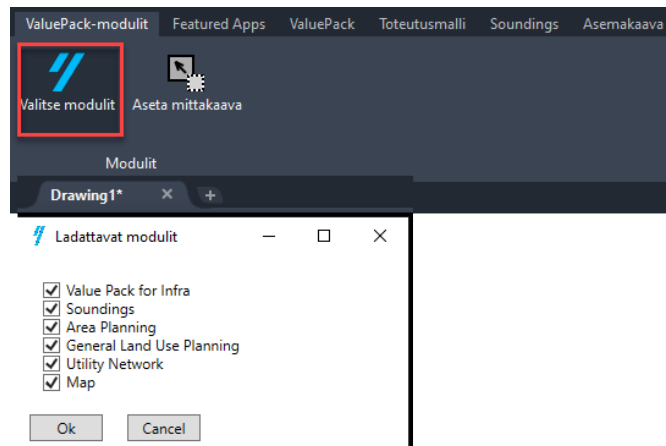 ValuePack-modulit Featured Apps ValuePack Toteutusmalli Soundings Asemakaava
Valitse modulit Aseta mittakaava
Modulit
Drawing1*
Ladattavat modulit
Value Pack for Infra
Soundings
Area Planning
General Land Use Planning
Utility Network
Map
Ok Cancel